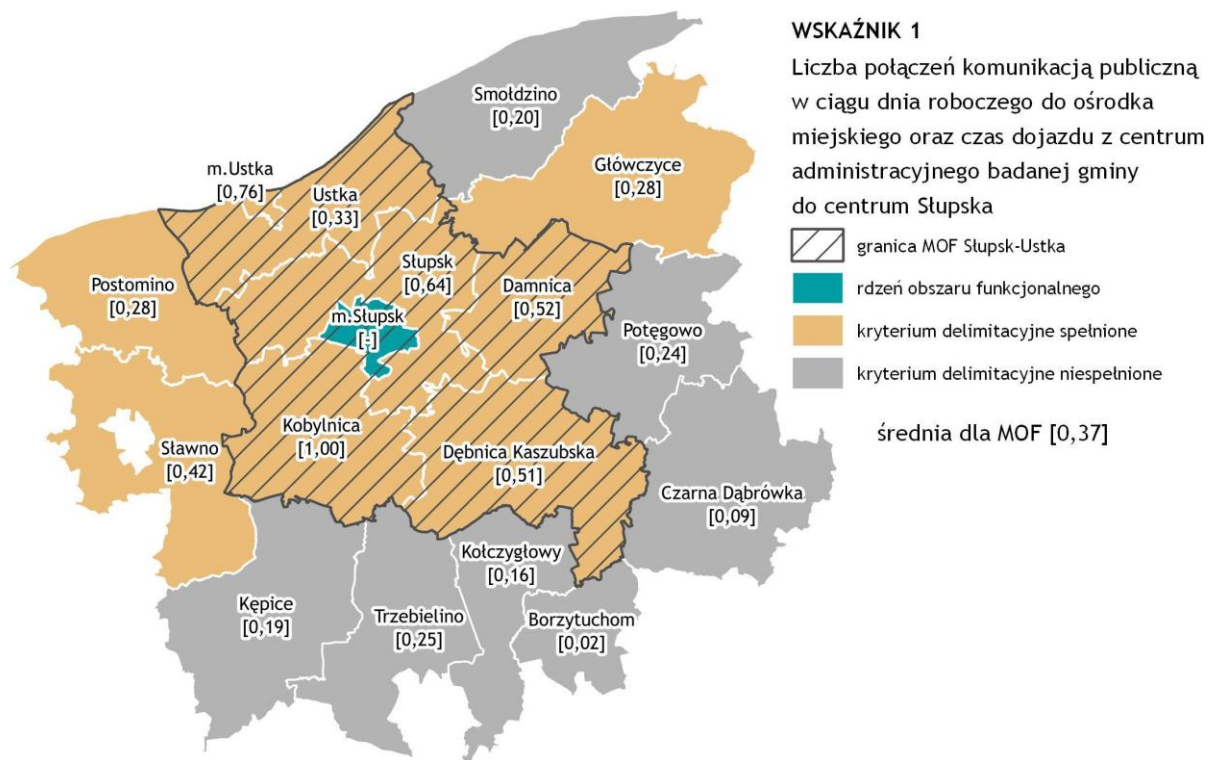 WSKAŹNIK 1
Liczba połączeń komunikacją publiczną
w ciągu dnia roboczego do ośrodka
miejskiego oraz czas dojazdu z centrum
administracyjnego badanej gminy
do centrum Słupska
granica MOF Słupsk-Ustka
rdzeń obszaru funkcjonalnego
kryterium delimitacyjne spełnione
kryterium delimitacyjne niespełnione
średnia dla MOF [0,37]
Smołdzino
[0,20]
Główczyce
[0,28]
m.Ustka
[0,76]
Ustka
[0,33]
Słupsk
[0,64]
Damnica
[0,52]
Postomino
[0,28]
m.Słupsk
[-]
Potęgowo
[0,24]
Kobylnica
[1,00]
Sławno
[0,42]
Dębnica Kaszubska
[0,51]
Czarna Dąbrówka
[0,09]
Kołczygłowy
[0,16]
Kępice
[0,19]
Trzebielino
[0,25]
Borzytuchom
[0,02]